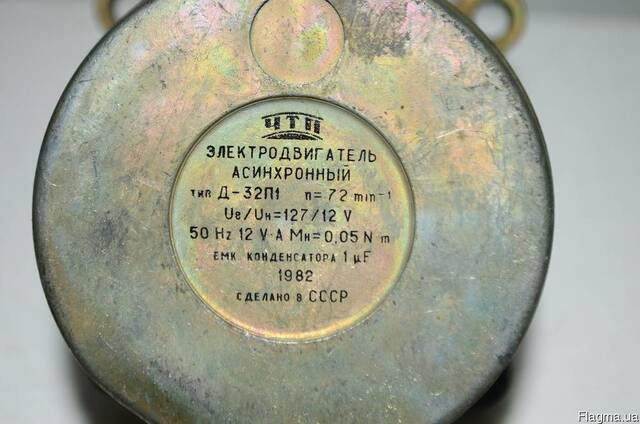 ЧТП
ЭЛЕКТРОДВИГАТЕЛЬ
АСИНХРОННЫЙ
ТИП Д-32П1 n=72 min⁻¹
Uв/Uн=127/12 V
50 Hz 12 V·A Mн=0,05 N m
ЕМК. КОНДЕНСАТОРА 1 µF
1982
СДЕЛАНО В СССР
Flagma.ua